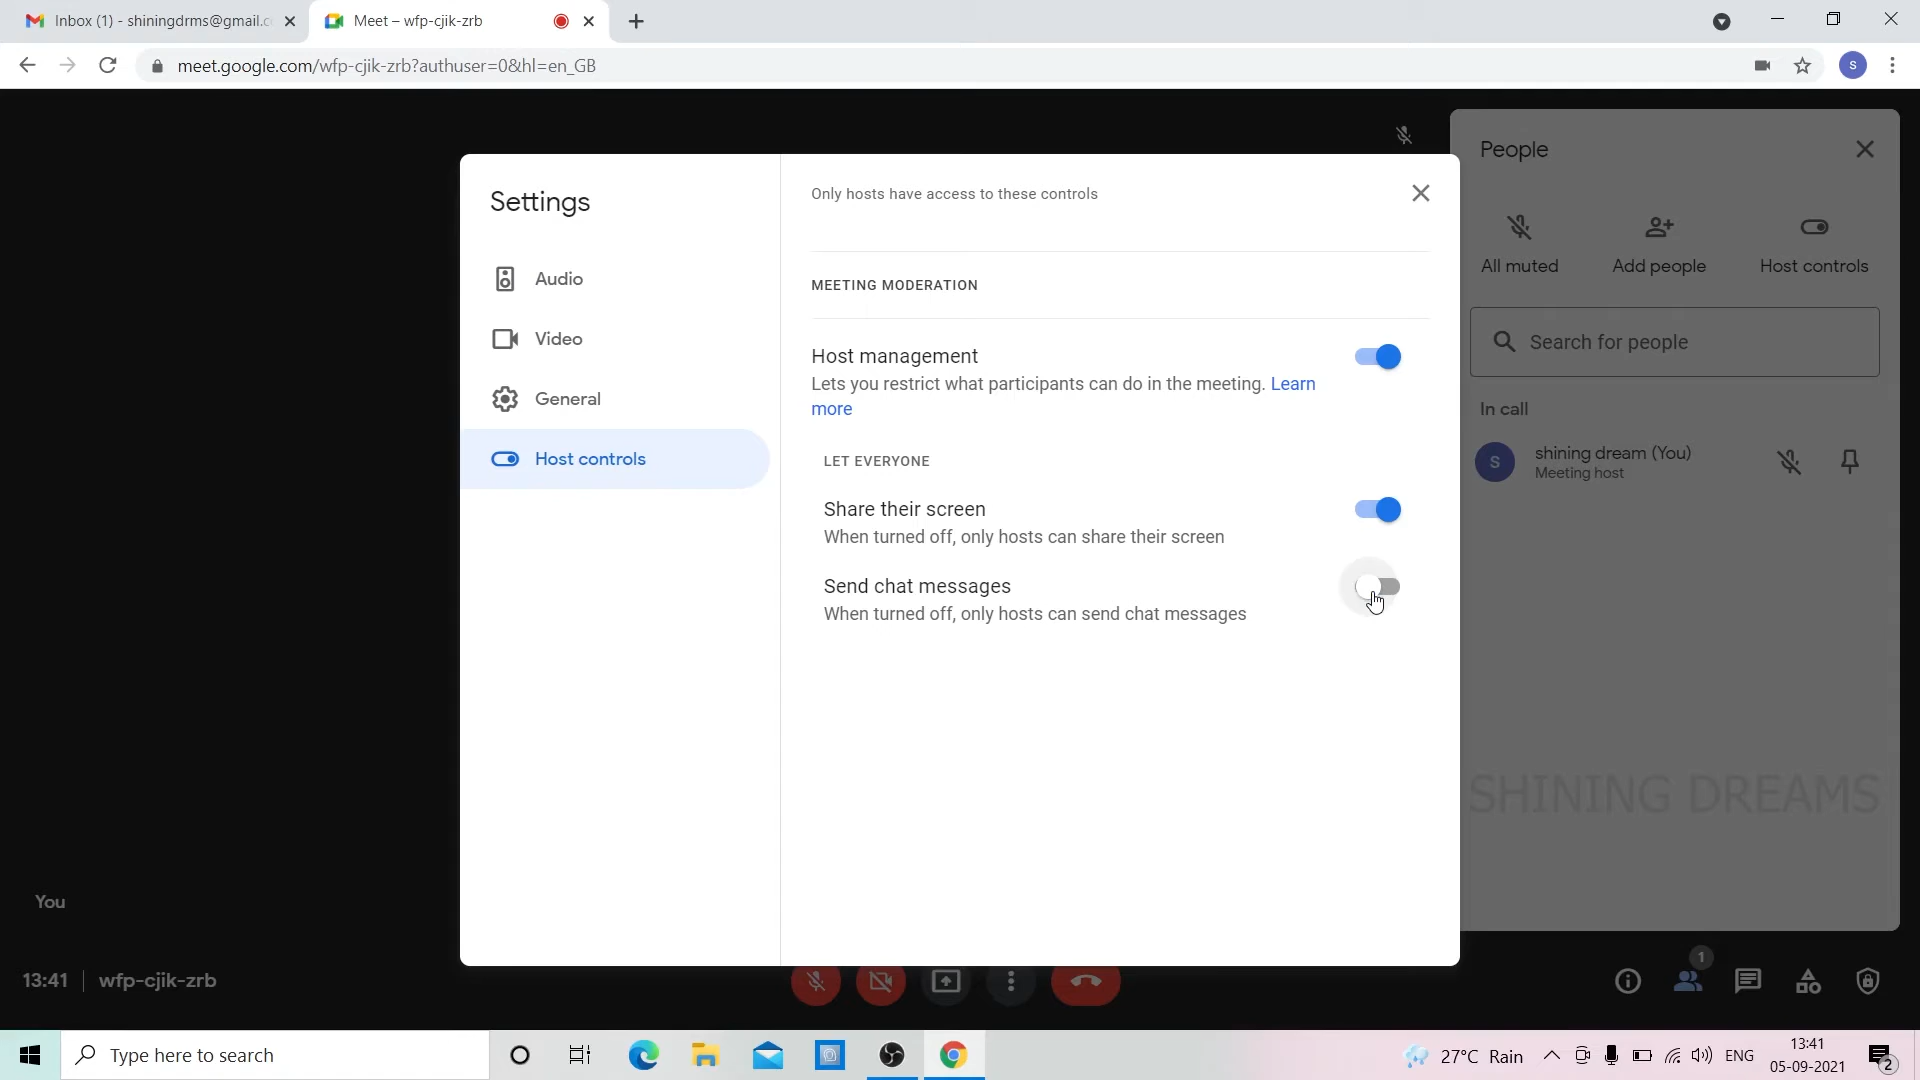 Inbox (1) - shiningdrms@gmail.c
Meet – wfp-cjik-zrb
meet.google.com/wfp-cjik-zrb?authuser=0&hl=en_GB
S
Settings
Audio
Video
General
Host controls
Only hosts have access to these controls
MEETING MODERATION
Host management
Lets you restrict what participants can do in the meeting. Learn
more
LET EVERYONE
Share their screen
When turned off, only hosts can share their screen
Send chat messages
When turned off, only hosts can send chat messages
People
All muted
Add people
Host controls
Search for people
In call
S
shining dream (You)
Meeting host
SHINING DREAMS
You
13:41
wfp-cjik-zrb
1
Type here to search
27°C Rain
ENG
13:41
05-09-2021
2